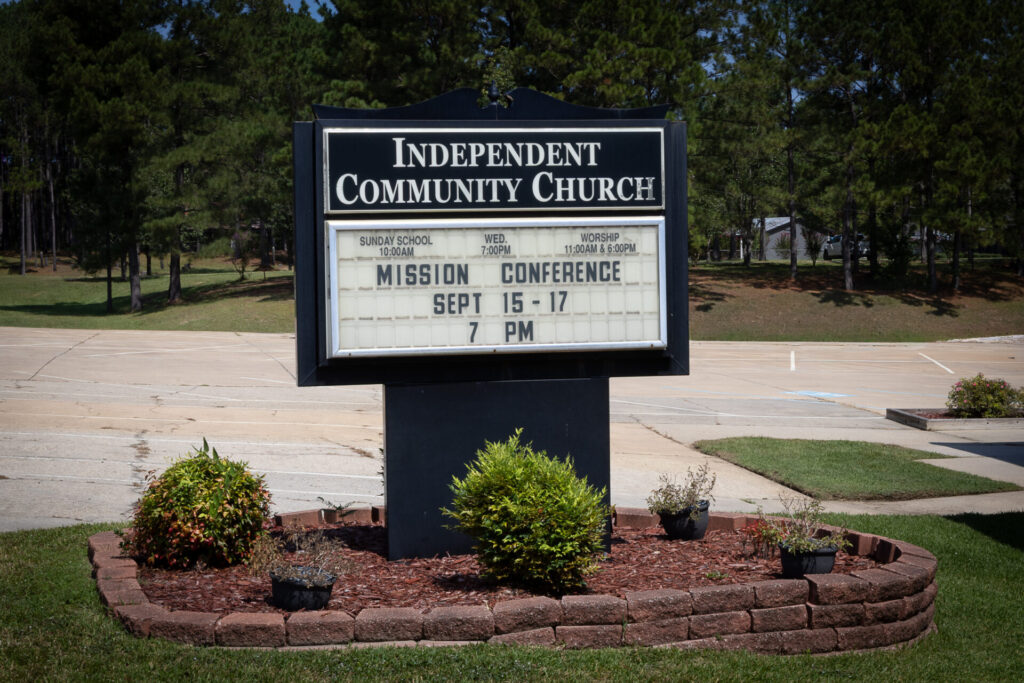 INDEPENDENT
COMMUNITY CHURCH
SUNDAY SCHOOL WED. WORSHIP
10:00AM 7:00PM 11:00AM & 6:00PM
MISSION CONFERENCE
SEPT 15-17
7 PM